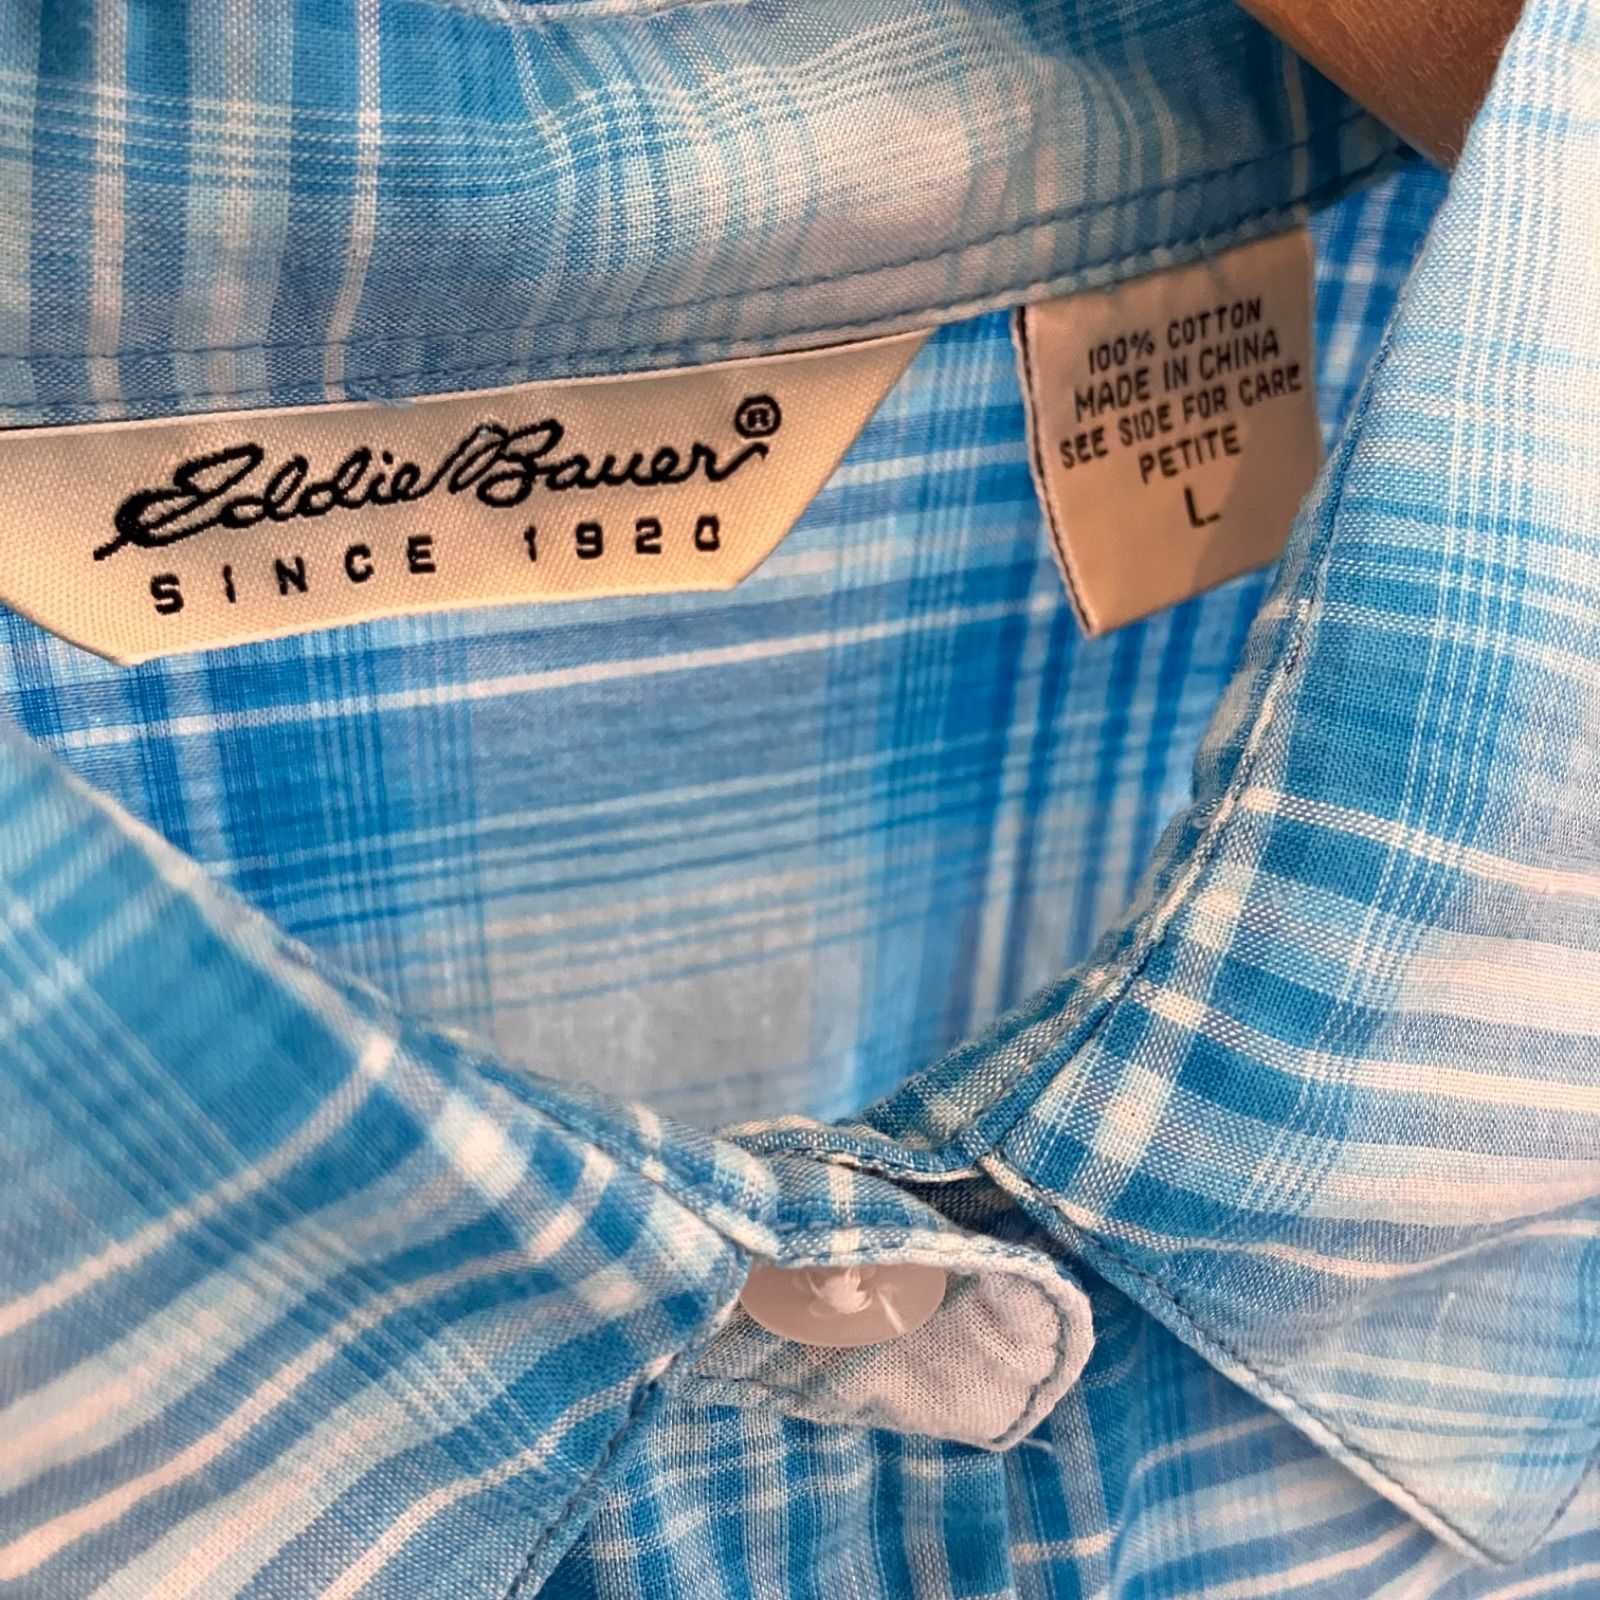 Eddie Bauer®
SINCE 1920
100% COTTON
MADE IN CHINA
SEE SIDE FOR CARE
PETITE
L